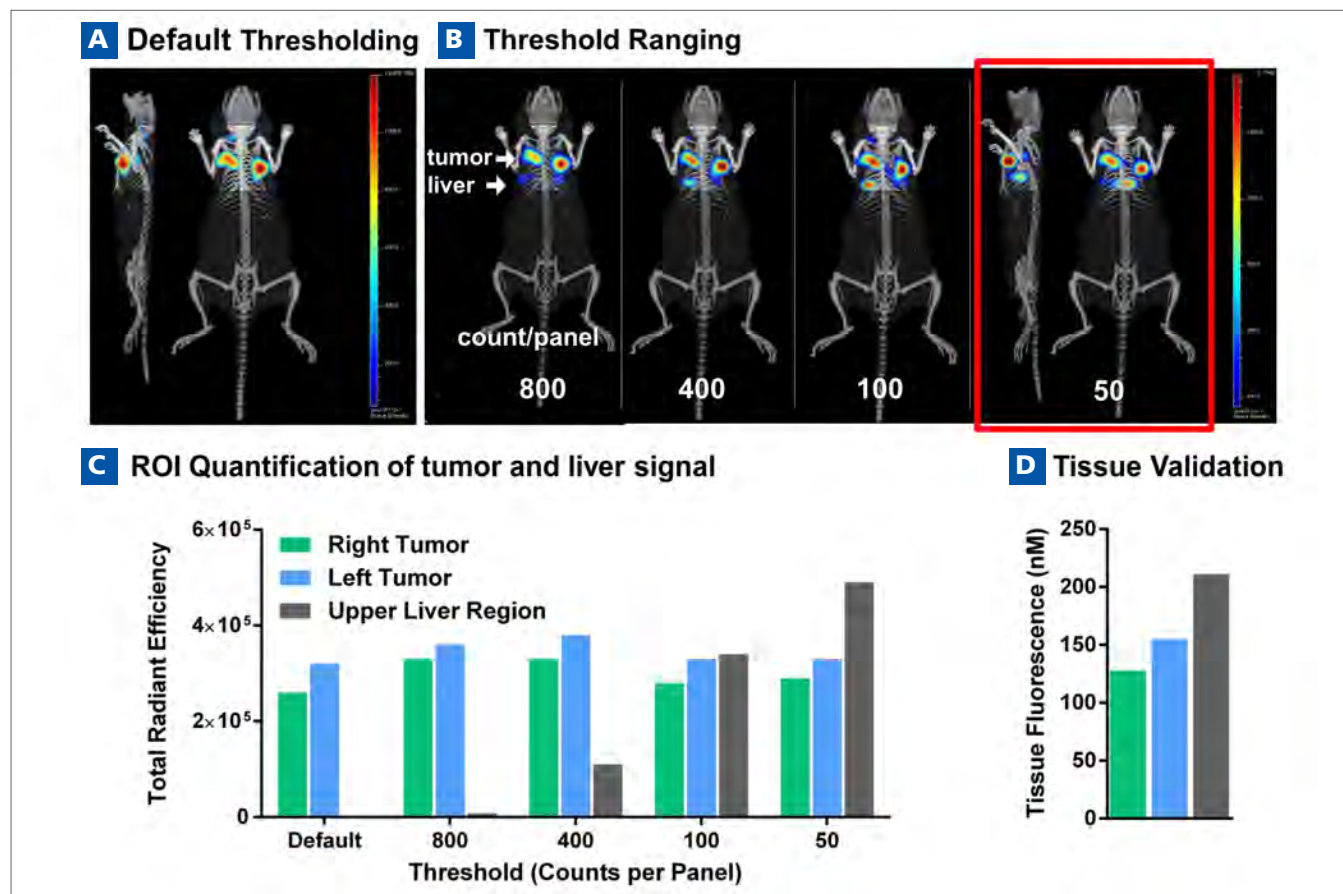 A Default Thresholding
B Threshold Ranging
tumor
liver
count/panel
800
400
100
50
C ROI Quantification of tumor and liver signal
D Tissue Validation
Total Radiant Efficiency
6×10⁵
4×10⁵
2×10⁵
0
Right Tumor
Left Tumor
Upper Liver Region
Default
800
400
100
50
Threshold (Counts per Panel)
Tissue Fluorescence (nM)
250
200
150
100
50
0